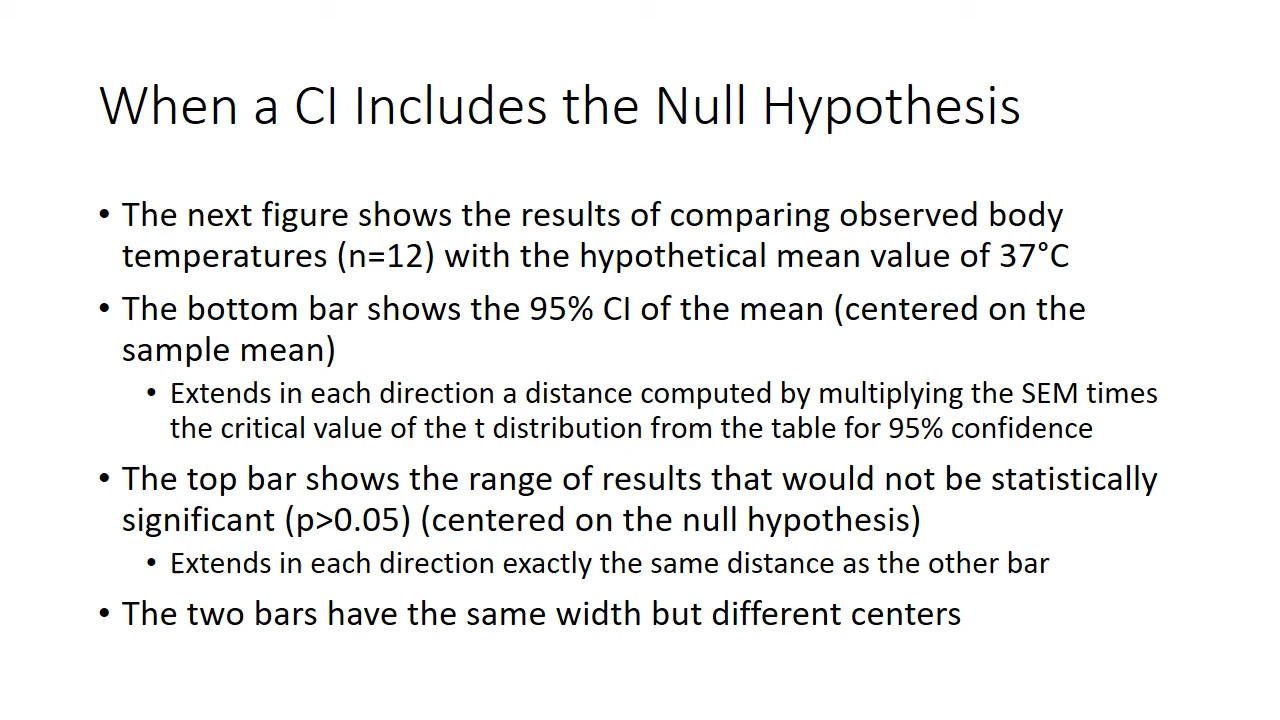 When a CI Includes the Null Hypothesis
• The next figure shows the results of comparing observed body
temperatures (n=12) with the hypothetical mean value of 37°C
• The bottom bar shows the 95% CI of the mean (centered on the
sample mean)
• Extends in each direction a distance computed by multiplying the SEM times
the critical value of the t distribution from the table for 95% confidence
• The top bar shows the range of results that would not be statistically
significant (p>0.05) (centered on the null hypothesis)
• Extends in each direction exactly the same distance as the other bar
• The two bars have the same width but different centers